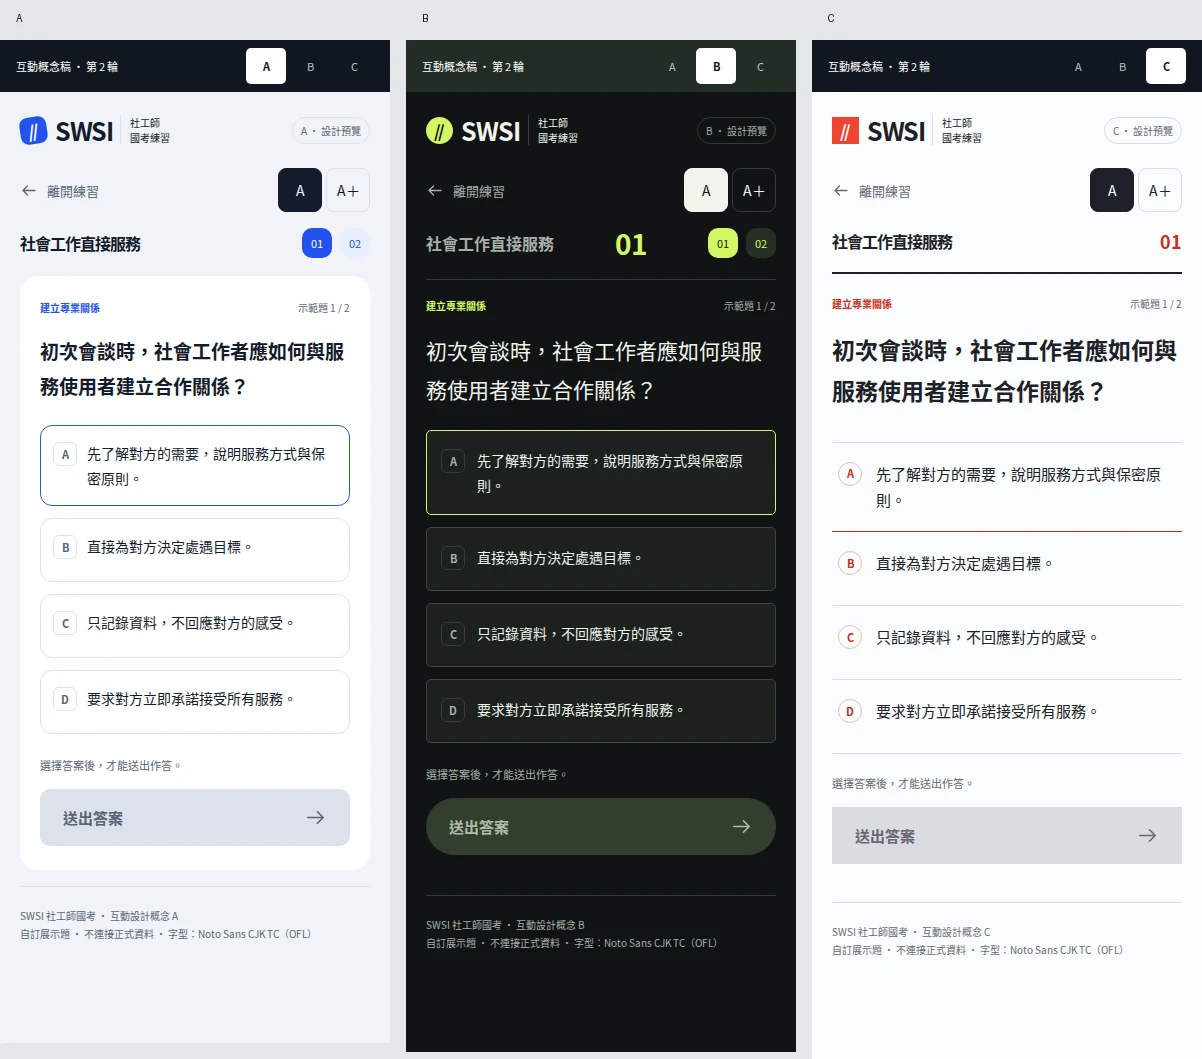 A
互動概念稿・第2輪
A
B
C
SWSI
社工師
國考練習
A・設計預覽
離開練習
A
A+
社會工作直接服務
01
02
建立專業關係
示範題 1 / 2
初次會談時，社會工作者應如何與服
務使用者建立合作關係？
A
先了解對方的需要，說明服務方式與保
密原則。
B
直接為對方決定處遇目標。
C
只記錄資料，不回應對方的感受。
D
要求對方立即承諾接受所有服務。
選擇答案後，才能送出作答。
送出答案
SWSI 社工師國考・互動設計概念 A
自訂展示題・不連接正式資料・字型：Noto Sans CJK TC（OFL）
B
互動概念稿・第2輪
A
B
C
SWSI
社工師
國考練習
B・設計預覽
離開練習
A
A+
社會工作直接服務
01
01
02
建立專業關係
示範題 1 / 2
初次會談時，社會工作者應如何與服
務使用者建立合作關係？
A
先了解對方的需要，說明服務方式與保密原
則。
B
直接為對方決定處遇目標。
C
只記錄資料，不回應對方的感受。
D
要求對方立即承諾接受所有服務。
選擇答案後，才能送出作答。
送出答案
SWSI 社工師國考・互動設計概念 B
自訂展示題・不連接正式資料・字型：Noto Sans CJK TC（OFL）
C
互動概念稿・第2輪
A
B
C
SWSI
社工師
國考練習
C・設計預覽
離開練習
A
A+
社會工作直接服務
01
建立專業關係
示範題 1 / 2
初次會談時，社會工作者應如何與
服務使用者建立合作關係？
A
先了解對方的需要，說明服務方式與保密原
則。
B
直接為對方決定處遇目標。
C
只記錄資料，不回應對方的感受。
D
要求對方立即承諾接受所有服務。
選擇答案後，才能送出作答。
送出答案
SWSI 社工師國考・互動設計概念 C
自訂展示題・不連接正式資料・字型：Noto Sans CJK TC（OFL）